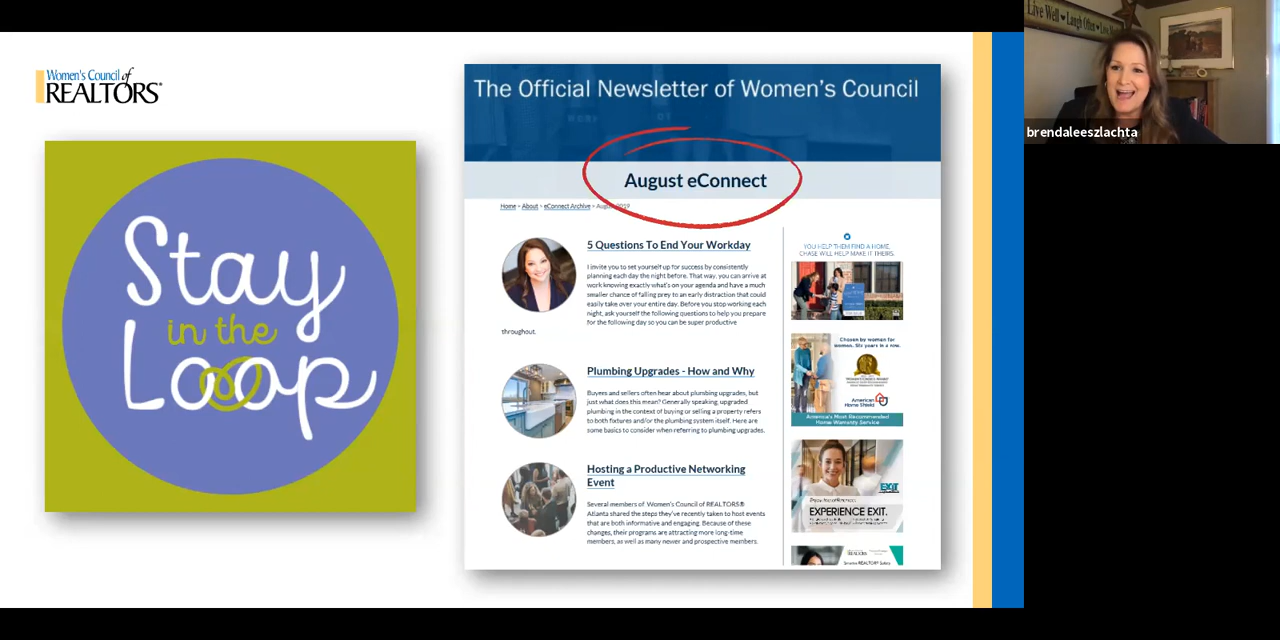 Women's Council of
REALTORS®
Stay
in the
Loop
The Official Newsletter of Women's Council
August eConnect
Home > About > eConnect Archive > August 2019
5 Questions To End Your Workday
I invite you to set yourself up for success by consistently
planning each day the night before. That way, you can arrive at
work knowing exactly what's on your agenda and have a much
smaller chance of falling prey to an early distraction that could
easily take over your entire day. Before you stop working each
night, ask yourself the following questions to help you prepare
for the following day so you can be super productive
throughout.
Plumbing Upgrades - How and Why
Buyers and sellers often hear about plumbing upgrades, but
just what does this mean? Generally speaking, upgraded
plumbing in the context of buying or selling a property refers
to both fixtures and/or the plumbing system itself. Here are
some basics to consider when referring to plumbing upgrades.
Hosting a Productive Networking
Event
Several members of Women's Council of REALTORS®
Atlanta shared the steps they've recently taken to host events
that are both informative and engaging. Because of these
changes, their programs are attracting more long-time
members, as well as many newer and prospective members.
YOU HELP THEM FIND A HOME.
CHASE WILL HELP MAKE IT THEIRS.
Chosen by women for
women. Six years in a row.
American
Home Shield
America's Most Recommended
Home Warranty Service
EXIT
EXPERIENCE EXIT.
REALTORS
Live Well Laugh Often
brendaleeszlachta